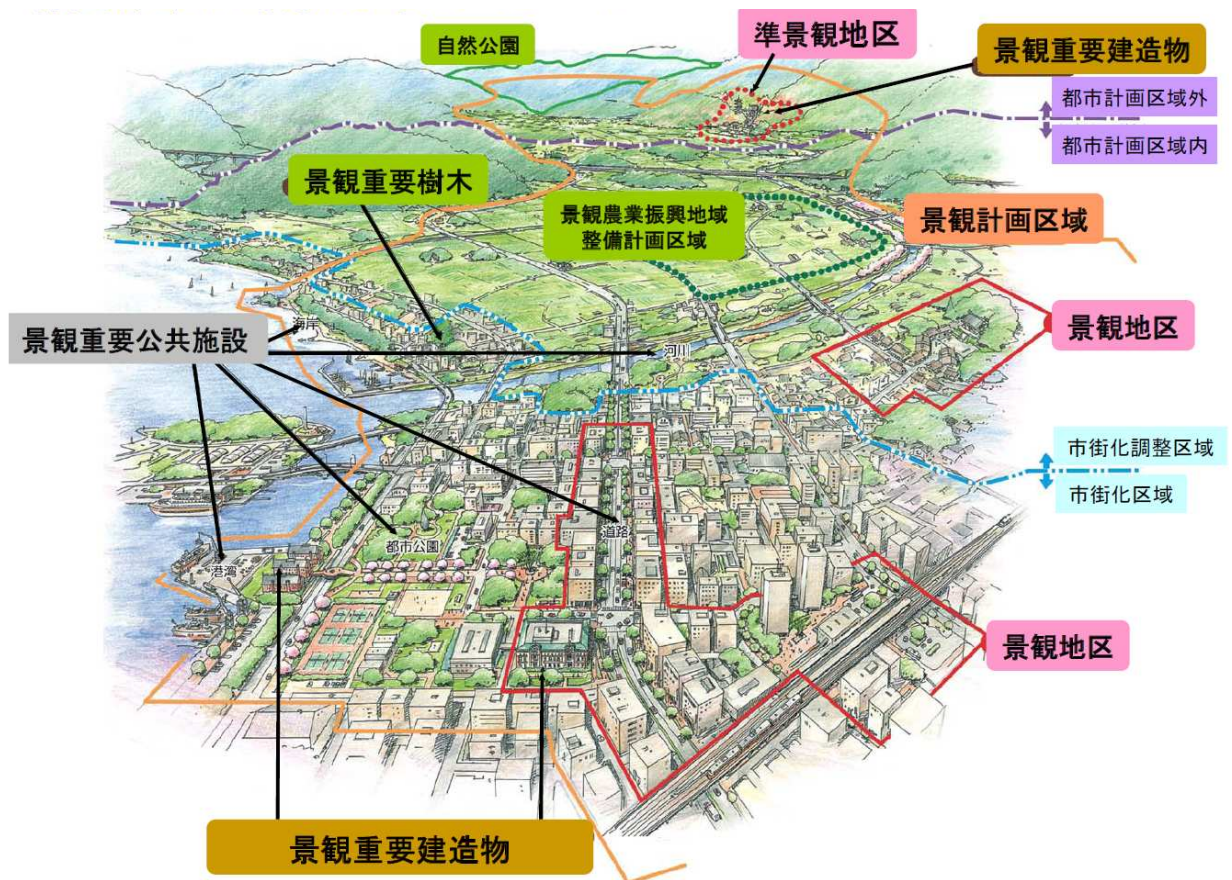 自然公園
準景観地区
景観重要建造物
都市計画区域外
都市計画区域内
景観重要樹木
景観農業振興地域
整備計画区域
景観計画区域
景観地区
景観重要公共施設
海岸
河川
市街化調整区域
市街化区域
道路
都市公園
港湾
景観地区
景観重要建造物